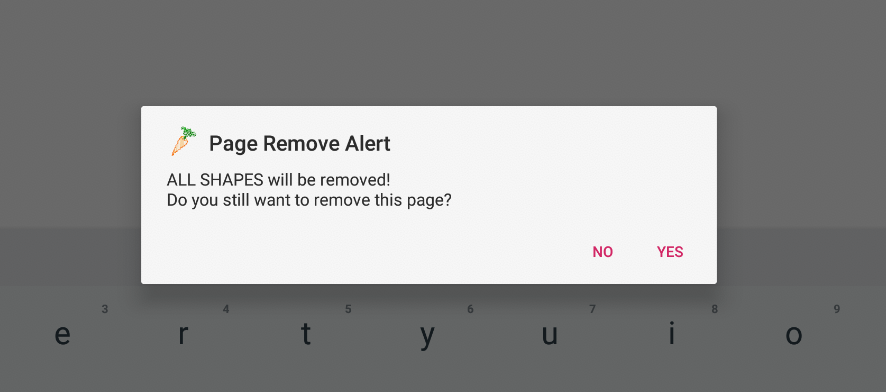 Page Remove Alert
ALL SHAPES will be removed!
Do you still want to remove this page?
NO YES
3 4 5 6 7 8 9
e r t y u i o